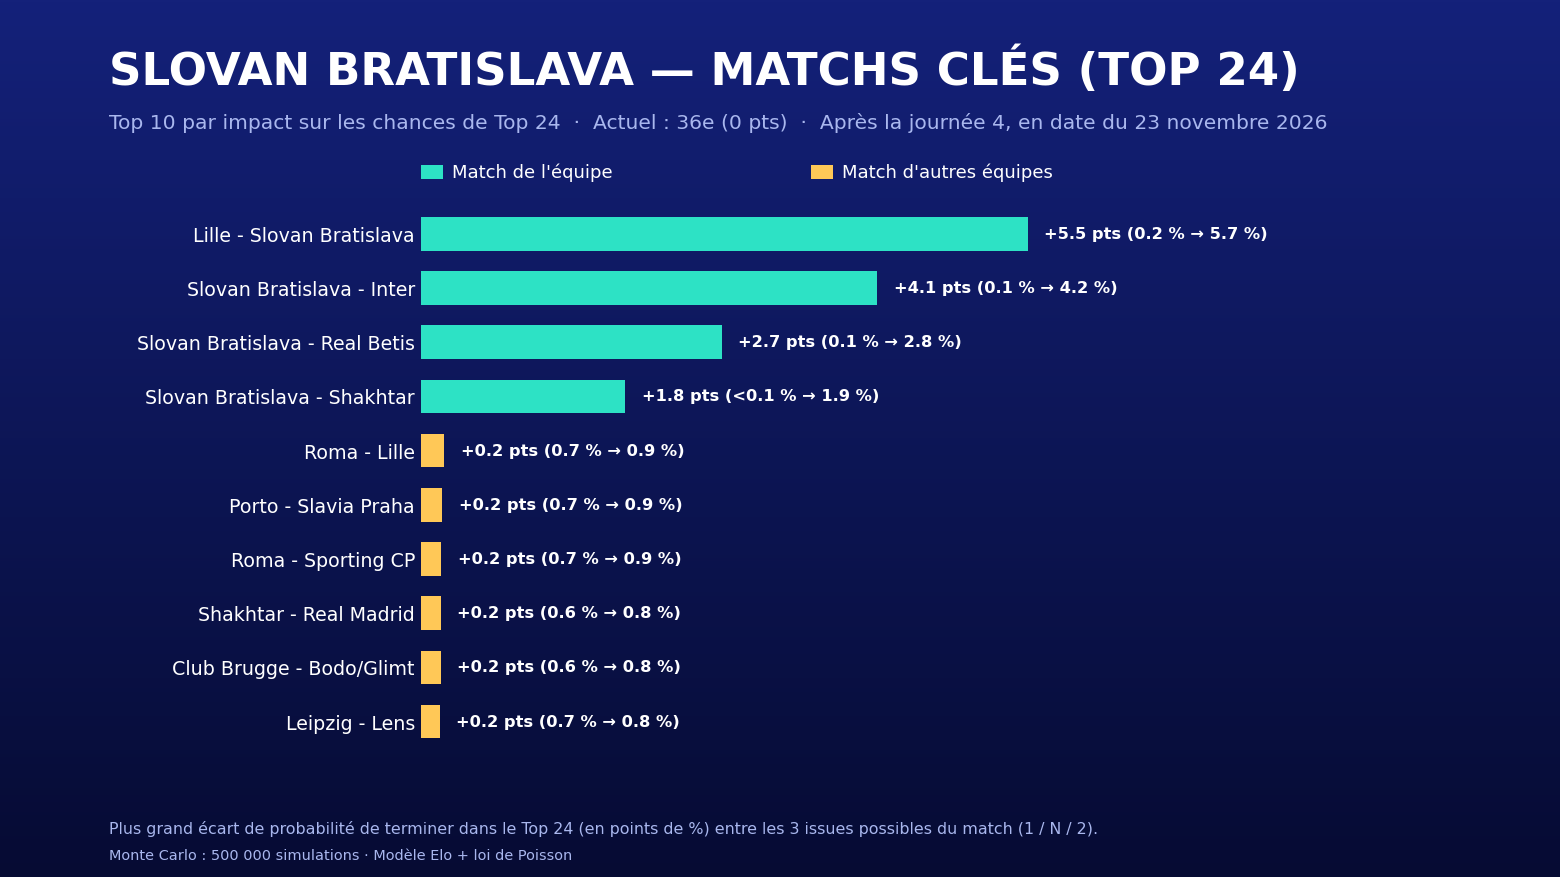 SLOVAN BRATISLAVA — MATCHS CLÉS (TOP 24)
Top 10 par impact sur les chances de Top 24 · Actuel : 36e (0 pts) · Après la journée 4, en date du 23 novembre 2026
Match de l'équipe
Match d'autres équipes
Lille - Slovan Bratislava +5.5 pts (0.2 % → 5.7 %)
Slovan Bratislava - Inter +4.1 pts (0.1 % → 4.2 %)
Slovan Bratislava - Real Betis +2.7 pts (0.1 % → 2.8 %)
Slovan Bratislava - Shakhtar +1.8 pts (<0.1 % → 1.9 %)
Roma - Lille +0.2 pts (0.7 % → 0.9 %)
Porto - Slavia Praha +0.2 pts (0.7 % → 0.9 %)
Roma - Sporting CP +0.2 pts (0.7 % → 0.9 %)
Shakhtar - Real Madrid +0.2 pts (0.6 % → 0.8 %)
Club Brugge - Bodo/Glimt +0.2 pts (0.6 % → 0.8 %)
Leipzig - Lens +0.2 pts (0.7 % → 0.8 %)
Plus grand écart de probabilité de terminer dans le Top 24 (en points de %) entre les 3 issues possibles du match (1 / N / 2).
Monte Carlo : 500 000 simulations · Modèle Elo + loi de Poisson